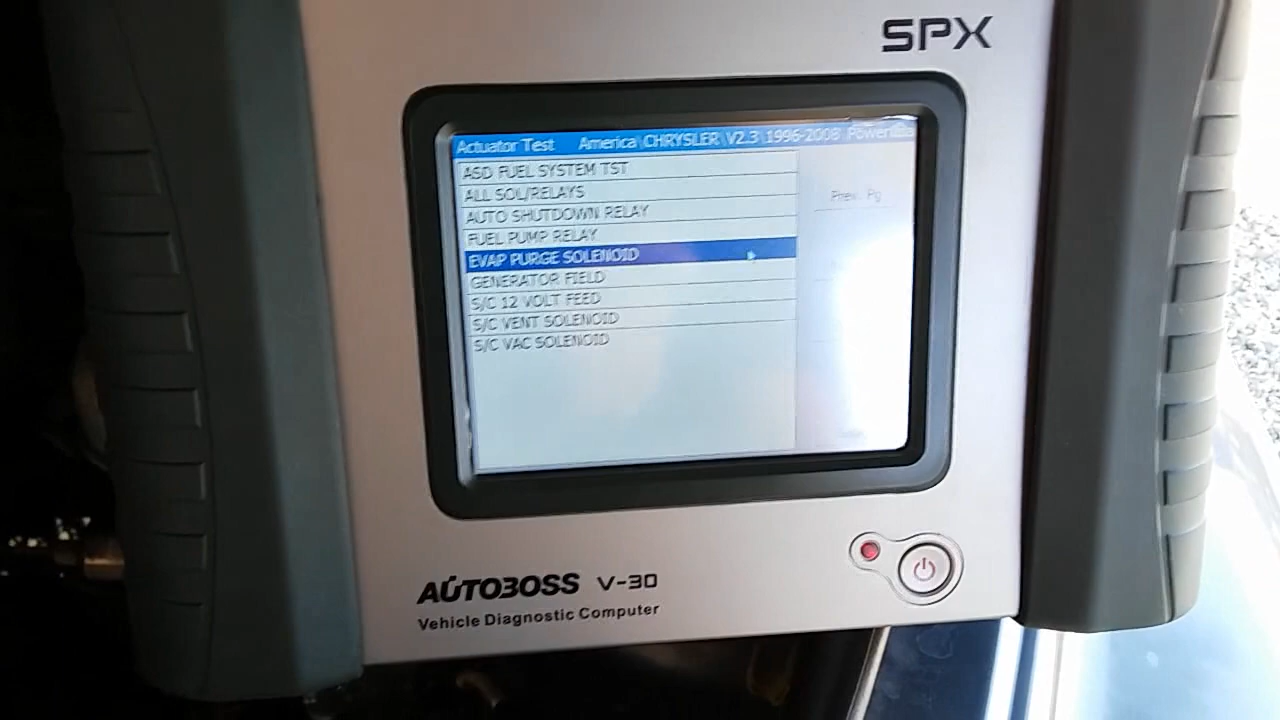 SPX
Actuator Test America\CHRYSLER\V2.3\1996-2008
ASD FUEL SYSTEM TST
ALL SOL/RELAYS
AUTO SHUTDOWN RELAY
FUEL PUMP RELAY
EVAP PURGE SOLENOID
GENERATOR FIELD
S/C 12 VOLT FEED
S/C VENT SOLENOID
S/C VAC SOLENOID
Prev. Pg
AUTOBOSS V-30
Vehicle Diagnostic Computer